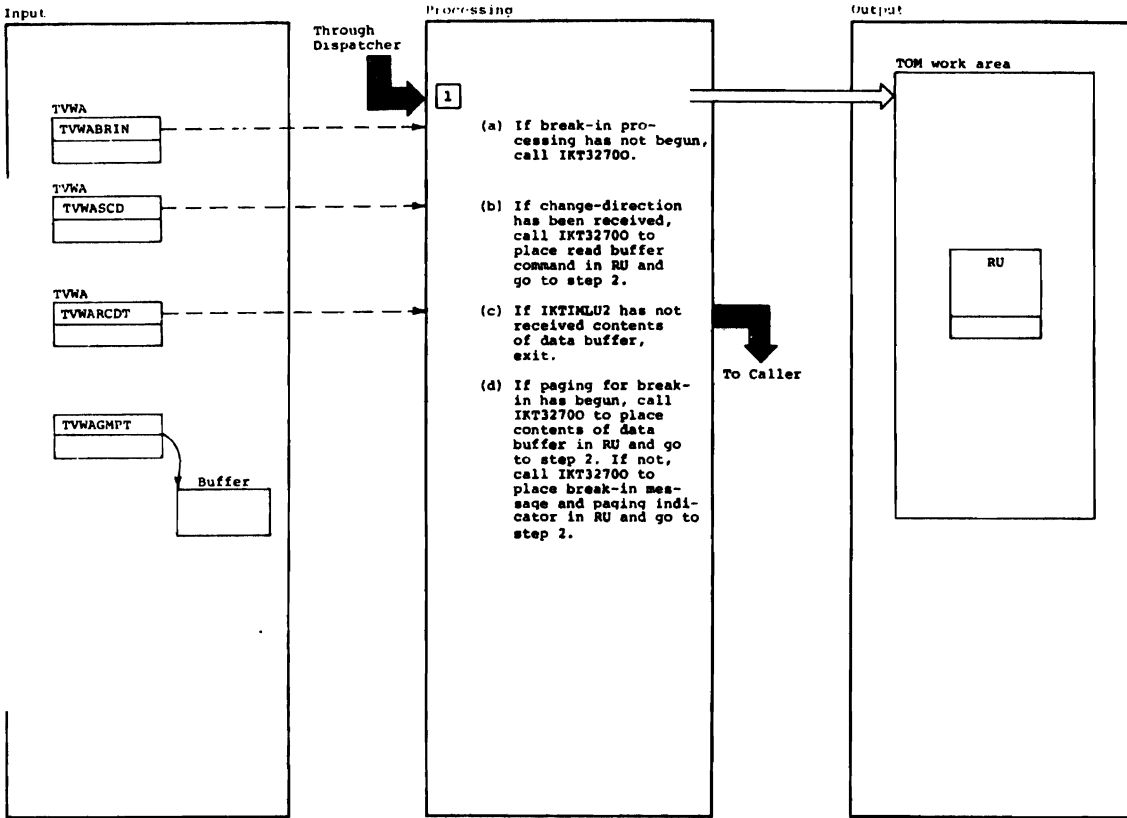 Input
Processing
Output
Through
Dispatcher
TOM work area
1
TVWA
TVWABRIN
(a) If break-in pro-
cessing has not begun,
call IKT32700.
TVWA
TVWASCD
(b) If change-direction
has been received,
call IKT32700 to
place read buffer
command in RU and
go to step 2.
RU
TVWA
TVWARCDT
(c) If IKTIMLU2 has not
received contents
of data buffer,
exit.
To Caller
(d) If paging for break-
in has begun, call
IKT32700 to place
contents of data
buffer in RU and go
to step 2. If not,
call IKT32700 to
place break-in mes-
sage and paging indi-
cator in RU and go to
step 2.
TVWAGMPT
Buffer